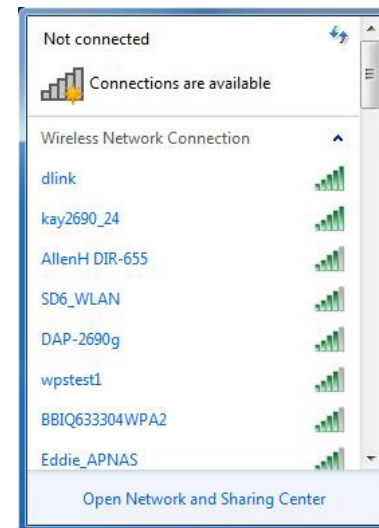 Not connected
Connections are available
Wireless Network Connection
dlink
kay2690_24
AllenH DIR-655
SD6_WLAN
DAP-2690g
wpstest1
BBIQ633304WPA2
Eddie_APNAS
Open Network and Sharing Center